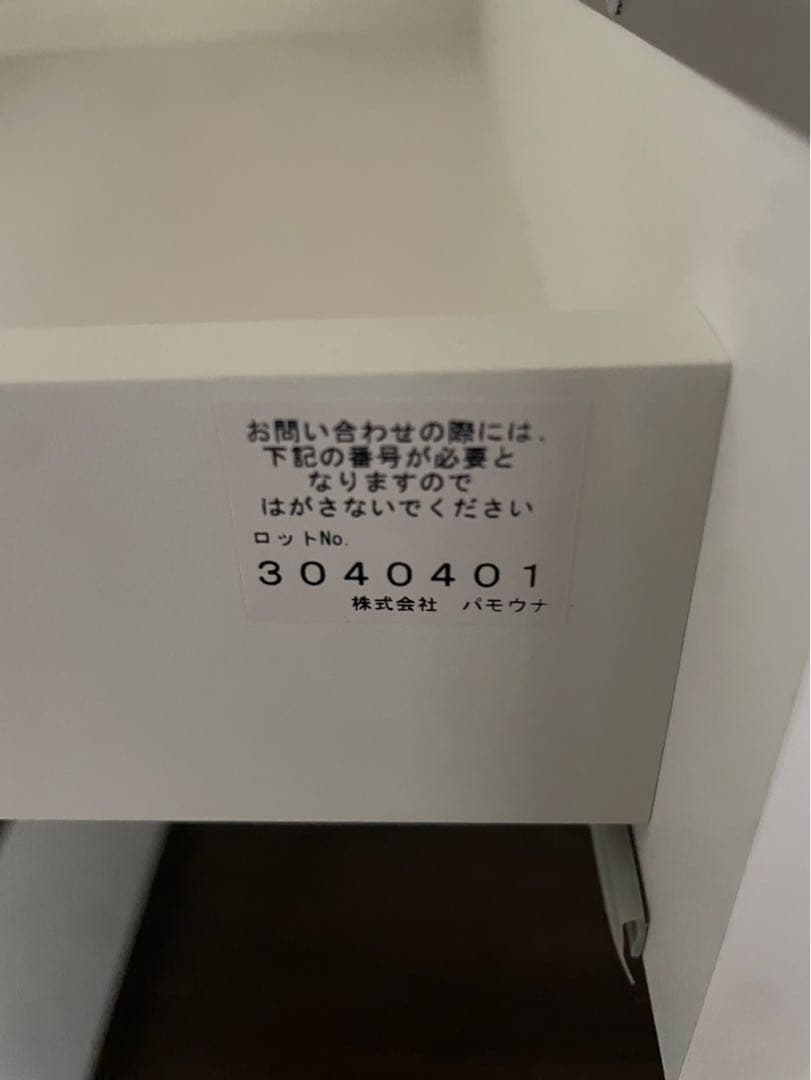 お問い合わせの際には、
下記の番号が必要と
なりますので
はがさないでください
ロットNo.
3040401
株式会社 パモウナ